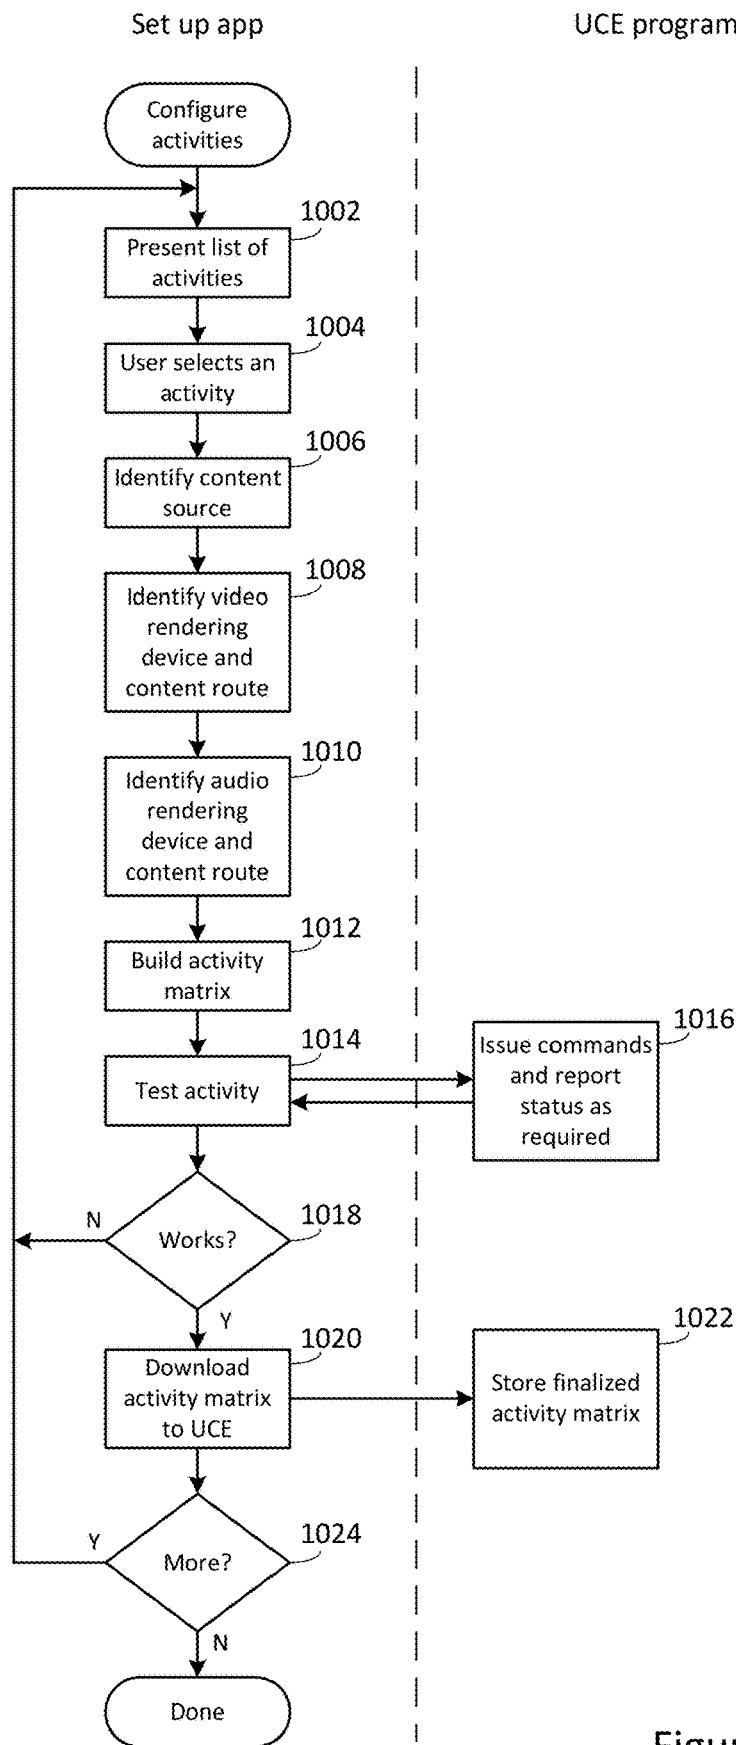 Set up app
UCE program
Configure
activities
1002
Present list of
activities
1004
User selects an
activity
1006
Identify content
source
1008
Identify video
rendering
device and
content route
1010
Identify audio
rendering
device and
content route
1012
Build activity
matrix
1014
Test activity
1016
Issue commands
and report
status as
required
1018
Works?
N
Y
1020
Download
activity matrix
to UCE
1022
Store finalized
activity matrix
1024
More?
Y
N
Done